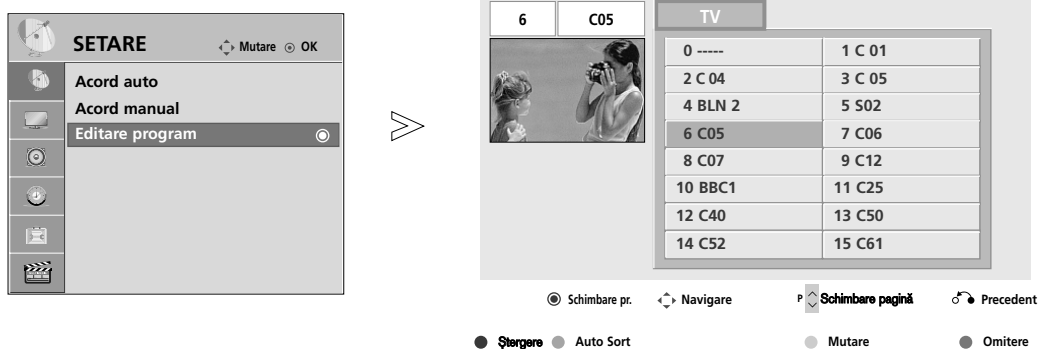 SETARE Mutare OK
Acord auto
Acord manual
Editare program
6 C05
TV
0 ----- 1 C 01
2 C 04 3 C 05
4 BLN 2 5 S02
6 C05 7 C06
8 C07 9 C12
10 BBC1 11 C25
12 C40 13 C50
14 C52 15 C61
Schimbare pr. Navigare P Schimbare pagină Precedent
Ştergere Auto Sort Mutare Omitere